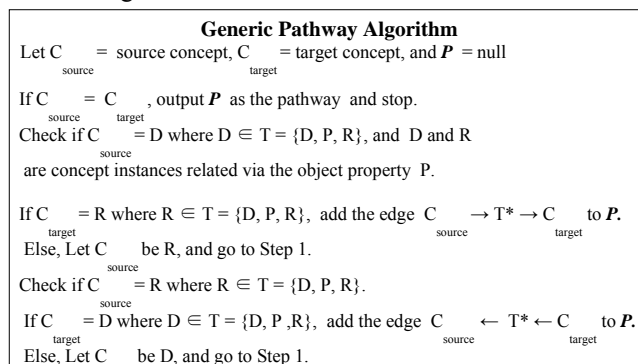 Generic Pathway Algorithm
Let C source = source concept, C target = target concept, and P = null
If C source = C target , output P as the pathway and stop.
Check if C source = D where D ∈ T = {D, P, R}, and D and R
are concept instances related via the object property P.
If C target = R where R ∈ T = {D, P, R}, add the edge C source → T* → C target to P.
Else, Let C source be R, and go to Step 1.
Check if C source = R where R ∈ T = {D, P, R}.
If C target = D where D ∈ T = {D, P ,R}, add the edge C source ← T* ← C target to P.
Else, Let C be D, and go to Step 1.